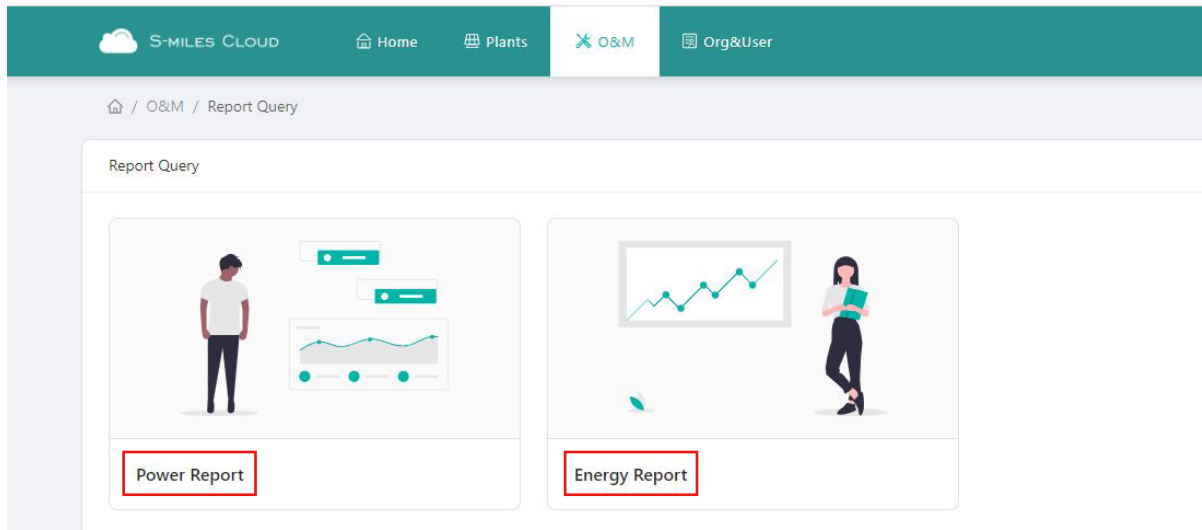 S-MILES CLOUD Home Plants O&M Org&User
/ O&M / Report Query
Report Query
Power Report Energy Report